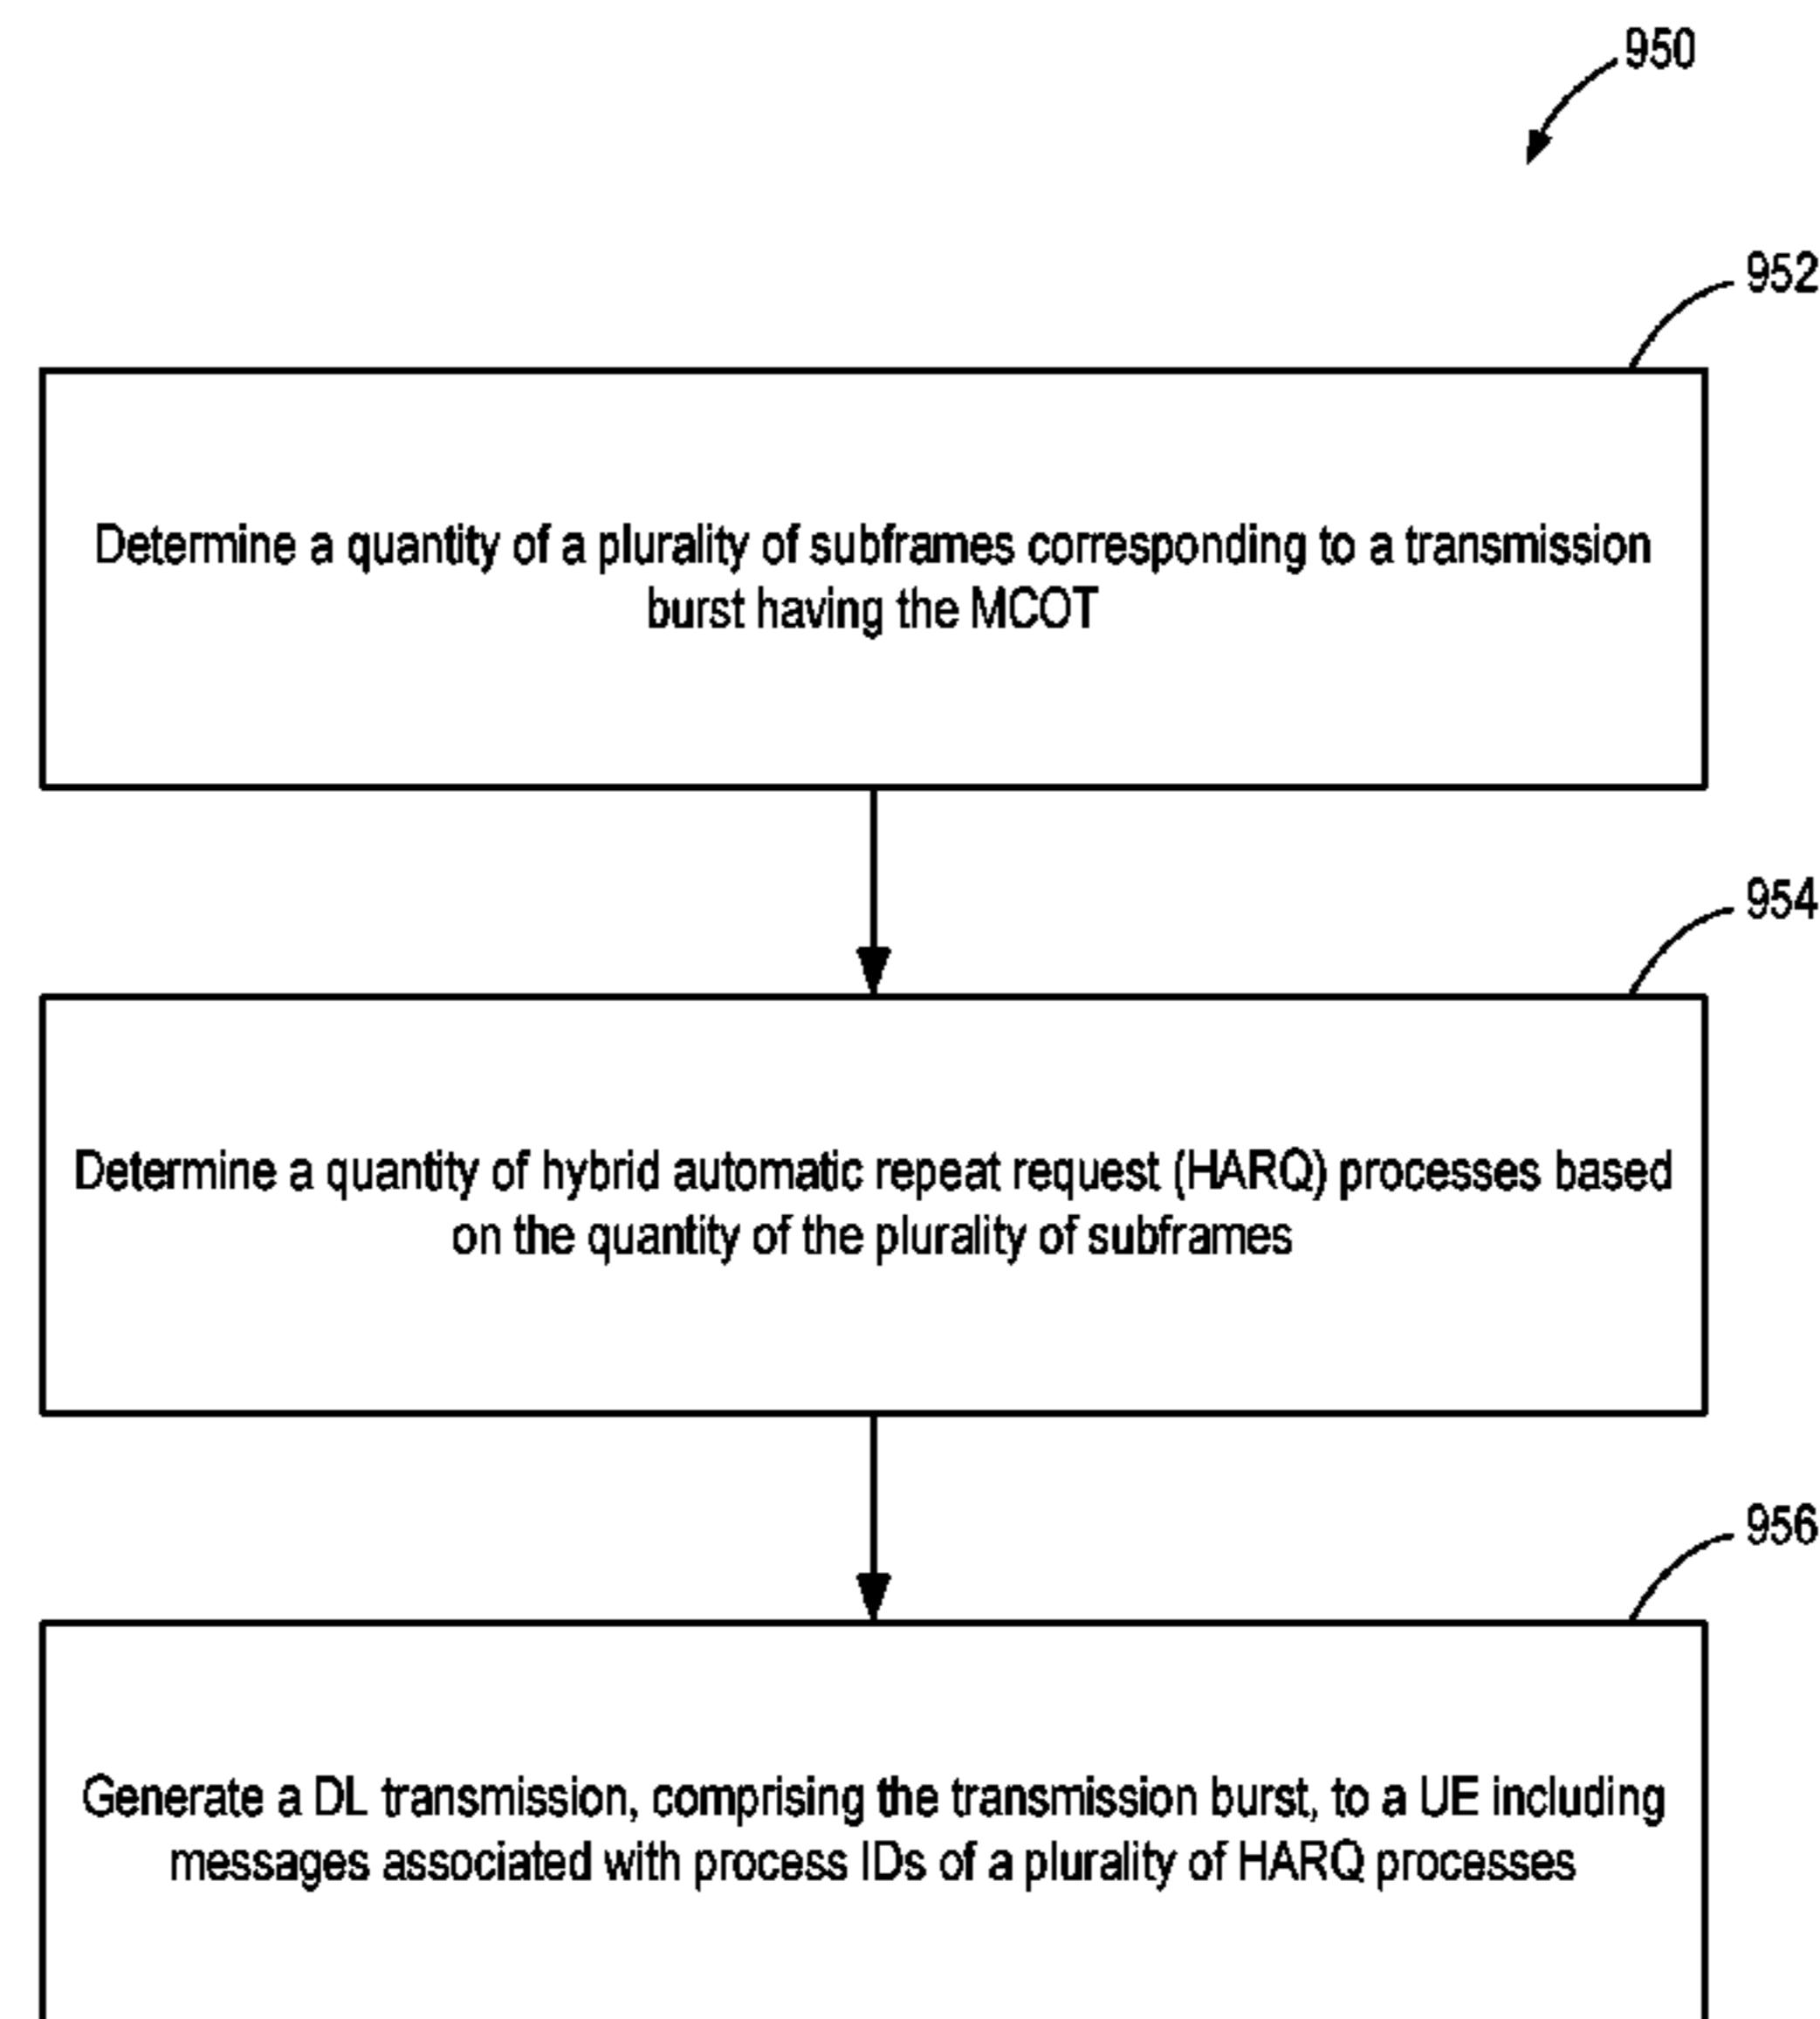 950
952
Determine a quantity of a plurality of subframes corresponding to a transmission
burst having the MCOT
954
Determine a quantity of hybrid automatic repeat request (HARQ) processes based
on the quantity of the plurality of subframes
956
Generate a DL transmission, comprising the transmission burst, to a UE including
messages associated with process IDs of a plurality of HARQ processes